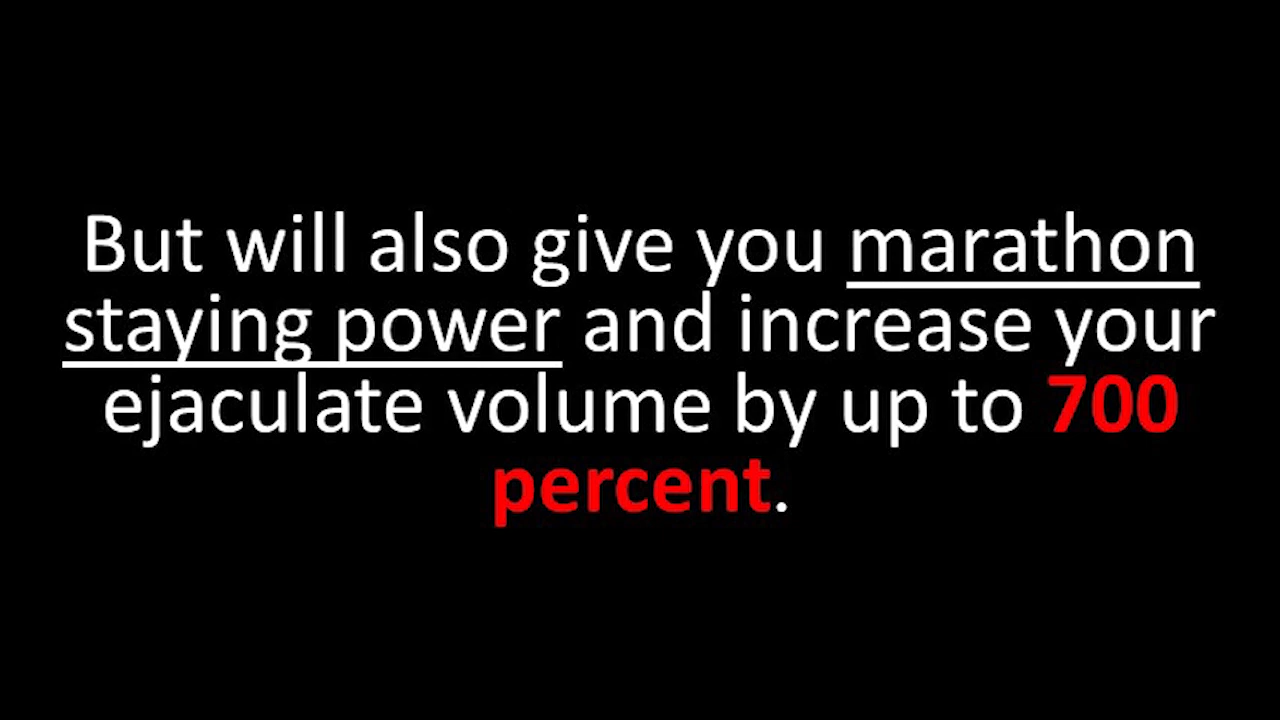 But will also give you marathon
staying power and increase your
ejaculate volume by up to 700
percent.